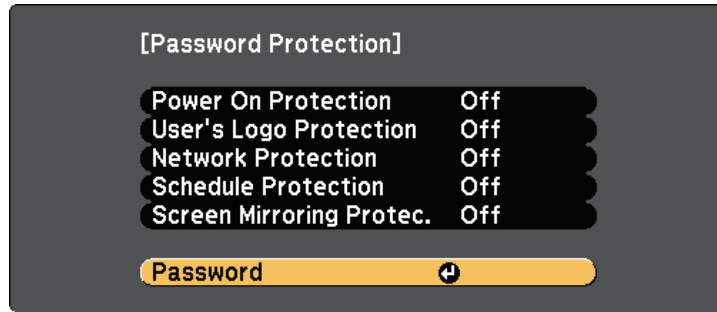 [Password Protection]
Power On Protection Off
User's Logo Protection Off
Network Protection Off
Schedule Protection Off
Screen Mirroring Protec. Off
Password